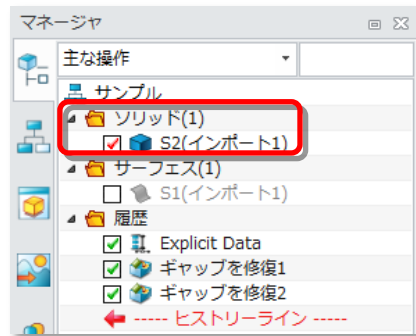 マネージャ
主な操作
サンプル
ソリッド(1)
S2(インポート1)
サーフェス(1)
S1(インポート1)
履歴
Explicit Data
ギャップを修復1
ギャップを修復2
----- ヒストリーライン -----